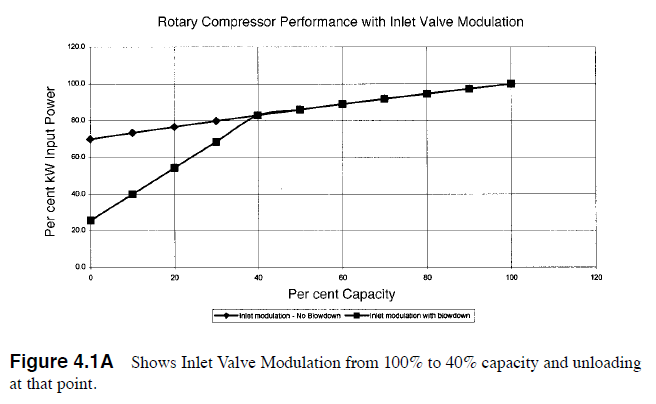 Rotary Compressor Performance with Inlet Valve Modulation
120.0
100.0
80.0
60.0
40.0
20.0
0.0
Per cent kW Input Power
0
20
40
60
80
100
120
Per cent Capacity
Inlet modulation - No Blowdown
Inlet modulation with blowdown
Figure 4.1A Shows Inlet Valve Modulation from 100% to 40% capacity and unloading
at that point.